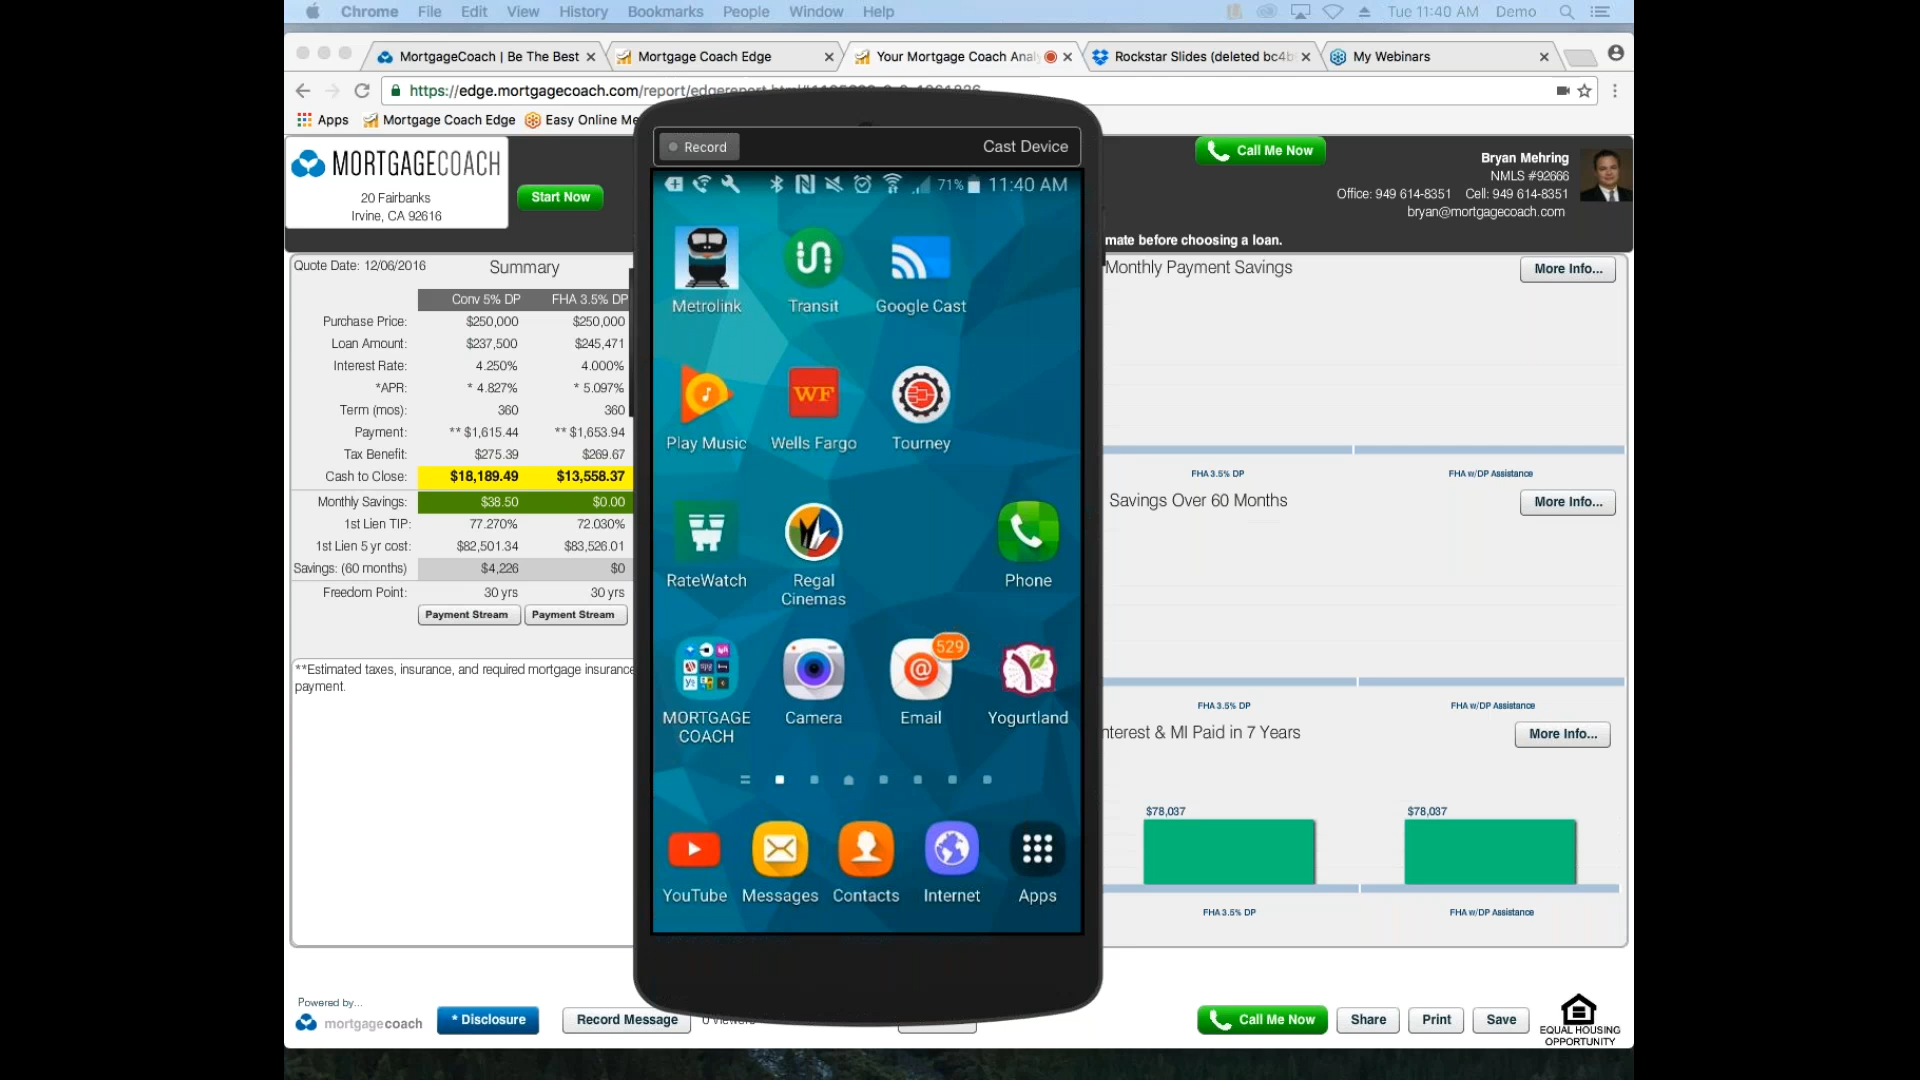 Chrome File Edit View History Bookmarks People Window Help
Tue 11:40 AM Demo
MortgageCoach | Be The Best
Mortgage Coach Edge
Your Mortgage Coach Anal
Rockstar Slides (deleted bc4b
My Webinars
https://edge.mortgagecoach.com/report/edgereport.html
Apps
Mortgage Coach Edge
Easy Online Me
MORTGAGECOACH
20 Fairbanks
Irvine, CA 92616
Start Now
Call Me Now
Bryan Mehring
NMLS #92666
Office: 949 614-8351 Cell: 949 614-8351
bryan@mortgagecoach.com
mate before choosing a loan.
Quote Date: 12/06/2016
Summary
Conv 5% DP FHA 3.5% DP
Purchase Price: $250,000 $250,000
Loan Amount: $237,500 $245,471
Interest Rate: 4.250% 4.000%
*APR: * 4.827% * 5.097%
Term (mos): 360 360
Payment: ** $1,615.44 ** $1,653.94
Tax Benefit: $275.39 $269.67
Cash to Close: $18,189.49 $13,558.37
Monthly Savings: $38.50 $0.00
1st Lien TIP: 77.270% 72.030%
1st Lien 5 yr cost: $82,501.34 $83,526.01
Savings: (60 months) $4,226 $0
Freedom Point: 30 yrs 30 yrs
Payment Stream Payment Stream
**Estimated taxes, insurance, and required mortgage insurance
payment.
Record
Cast Device
71% 11:40 AM
Metrolink Transit Google Cast
WF
Play Music Wells Fargo Tourney
RateWatch Regal
Cinemas
Phone
529
MORTGAGE
COACH
Camera Email Yogurtland
YouTube Messages Contacts Internet Apps
Monthly Payment Savings
More Info...
FHA 3.5% DP FHA w/DP Assistance
Savings Over 60 Months
More Info...
FHA 3.5% DP FHA w/DP Assistance
nterest & MI Paid in 7 Years
More Info...
$78,037 $78,037
FHA 3.5% DP FHA w/DP Assistance
Powered by...
mortgagecoach
* Disclosure
Record Message
0 viewers
Call Me Now
Share
Print
Save
EQUAL HOUSING
OPPORTUNITY